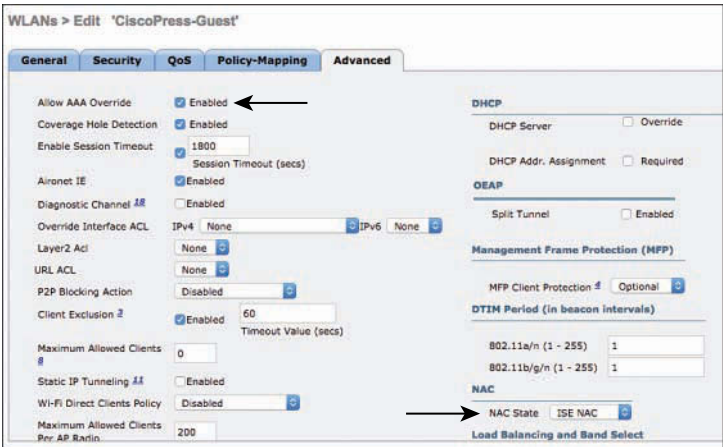 WLANs > Edit 'CiscoPress-Guest'
General Security QoS Policy-Mapping Advanced
Allow AAA Override Enabled
Coverage Hole Detection Enabled
Enable Session Timeout 1800
Session Timeout (secs)
Aironet IE Enabled
Diagnostic Channel 18 Enabled
Override Interface ACL IPv4 None IPv6 None
Layer2 Acl None
URL ACL None
P2P Blocking Action Disabled
Client Exclusion 3 Enabled 60
Timeout Value (secs)
Maximum Allowed Clients
8
0
Static IP Tunneling 11 Enabled
Wi-Fi Direct Clients Policy Disabled
Maximum Allowed Clients
Per AP Radio
200
DHCP
DHCP Server Override
DHCP Addr. Assignment Required
OEAP
Split Tunnel Enabled
Management Frame Protection (MFP)
MFP Client Protection 4 Optional
DTIM Period (in beacon intervals)
802.11a/n (1 - 255) 1
802.11b/g/n (1 - 255) 1
NAC
NAC State ISE NAC
Load Balancing and Band Select